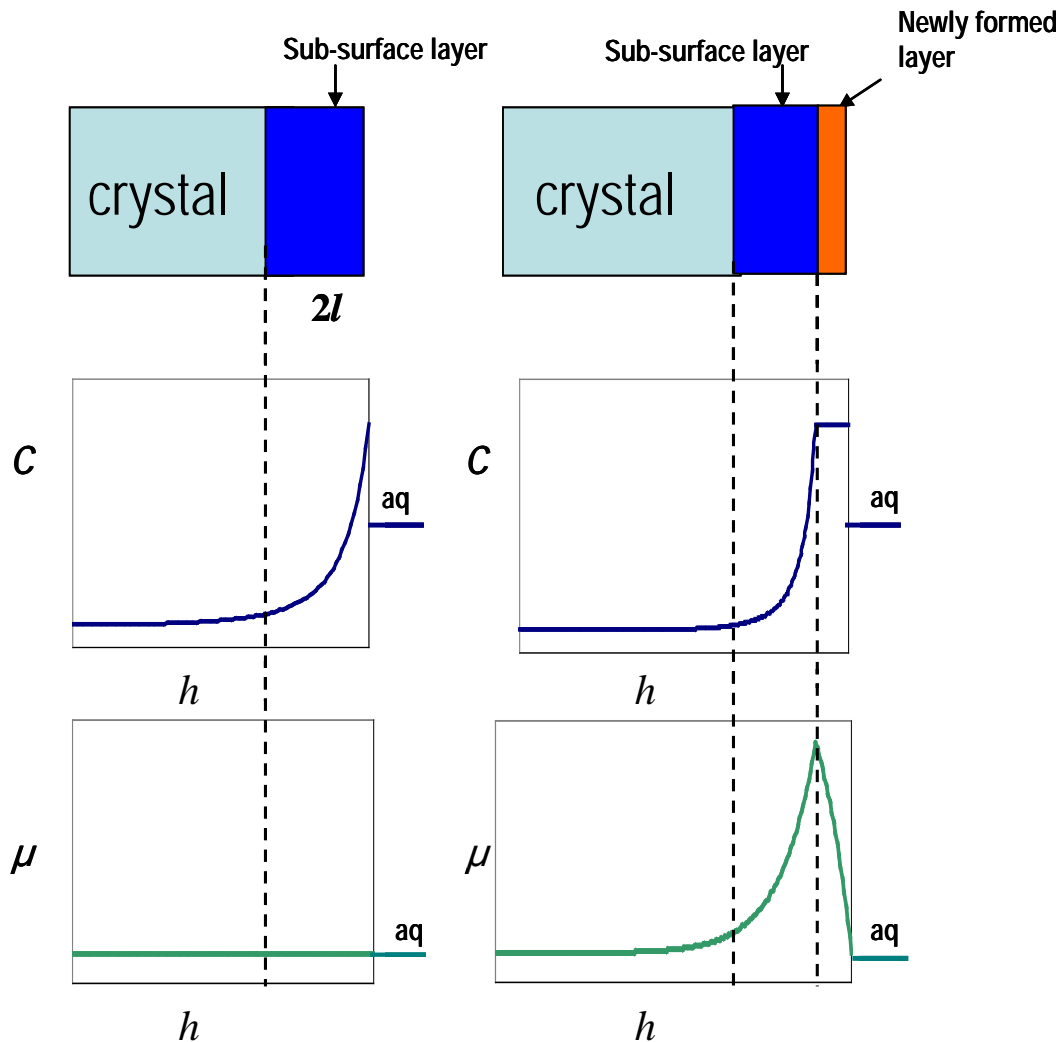 Newly formed
layer
Sub-surface layer
Sub-surface layer
crystal
crystal
2l
C
aq
C
aq
h
h
μ
aq
μ
aq
h
h